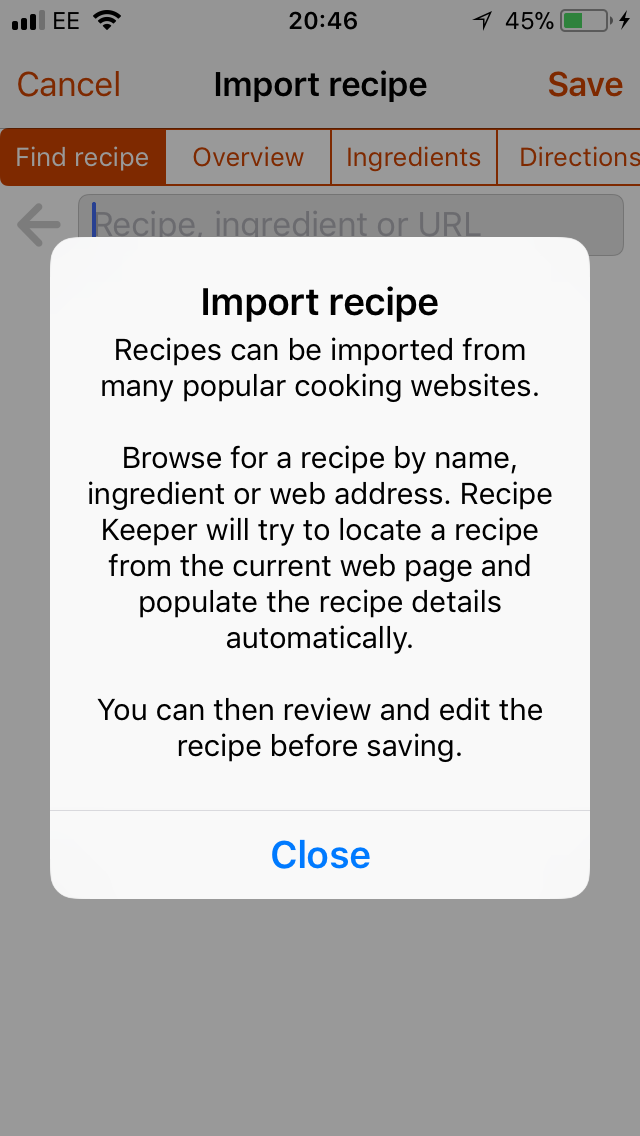 EE 20:46 45%
Cancel Import recipe Save
Find recipe Overview Ingredients Directions
Recipe, ingredient or URL
Import recipe
Recipes can be imported from
many popular cooking websites.
Browse for a recipe by name,
ingredient or web address. Recipe
Keeper will try to locate a recipe
from the current web page and
populate the recipe details
automatically.
You can then review and edit the
recipe before saving.
Close